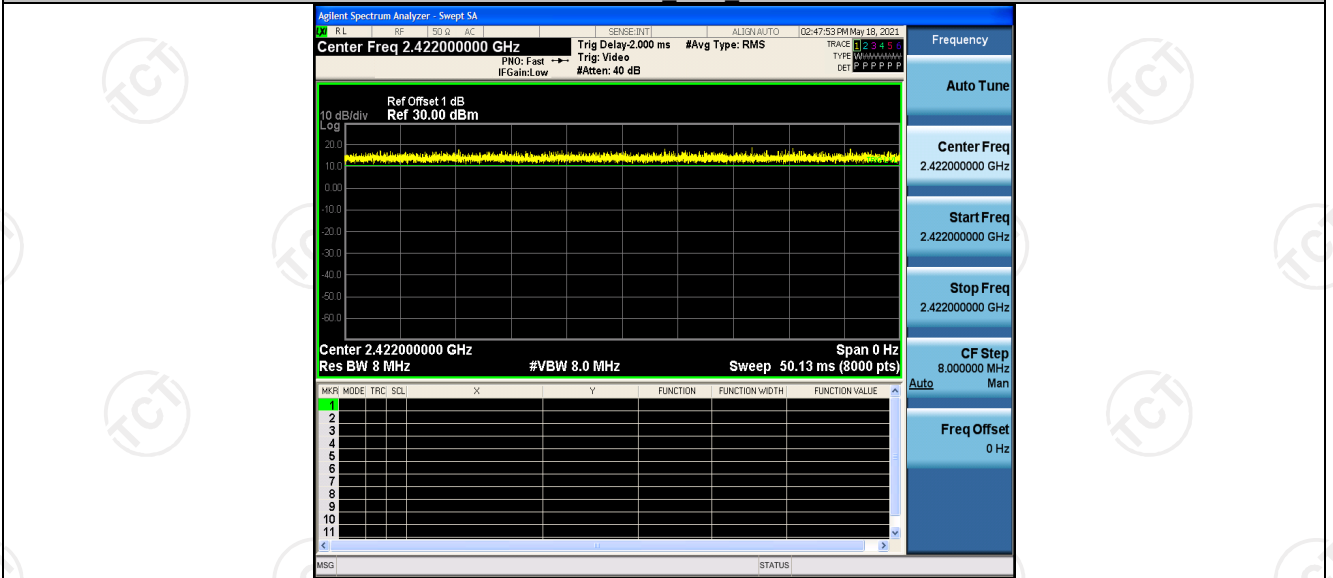 Agilent Spectrum Analyzer - Swept SA
RL RF 50 Ω AC SENSE:INT ALIGN AUTO 02:47:53 PM May 18, 2021
Center Freq 2.422000000 GHz
PNO: Fast
IFGain:Low
Trig Delay-2.000 ms
Trig: Video
#Atten: 40 dB
#Avg Type: RMS
TRACE 1 2 3 4 5 6
TYPE
DET P P P P P P
Ref Offset 1 dB
10 dB/div Ref 30.00 dBm
Log
20.0
10.0
0.00
-10.0
-20.0
-30.0
-40.0
-50.0
-60.0
Center 2.422000000 GHz Span 0 Hz
Res BW 8 MHz #VBW 8.0 MHz Sweep 50.13 ms (8000 pts)
MKR MODE TRC SCL X Y FUNCTION FUNCTION WIDTH FUNCTION VALUE
1
2
3
4
5
6
7
8
9
10
11
MSG STATUS
Frequency
Auto Tune
Center Freq
2.422000000 GHz
Start Freq
2.422000000 GHz
Stop Freq
2.422000000 GHz
CF Step
8.000000 MHz
Auto Man
Freq Offset
0 Hz
TCT
TCT
TCT
TCT
TCT
TCT